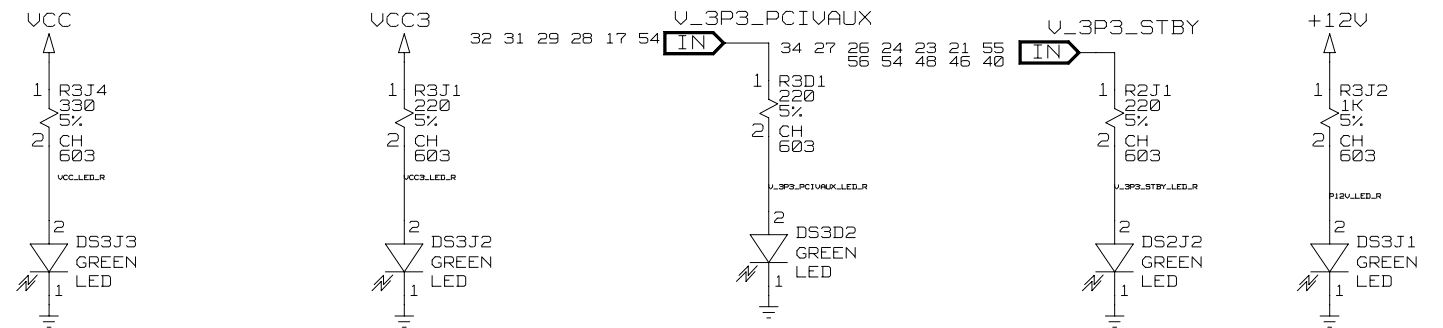 VCC
1 R3J4
330
5%
2 CH
603
VCC_LED_R
2
DS3J3
GREEN
LED
1
VCC3
1 R3J1
220
5%
2 CH
603
VCC3_LED_R
2
DS3J2
GREEN
LED
1
V_3P3_PCIVAUX
32 31 29 28 17 54 IN
1 R3D1
220
5%
2 CH
603
V_3P3_PCIVAUX_LED_R
2
DS3D2
GREEN
LED
1
V_3P3_STBY
34 27 26 24 23 21 55 IN
56 54 48 46 40
1 R2J1
220
5%
2 CH
603
V_3P3_STBY_LED_R
2
DS2J2
GREEN
LED
1
+12V
1 R3J2
1K
5%
2 CH
603
P12V_LED_R
2
DS3J1
GREEN
LED
1